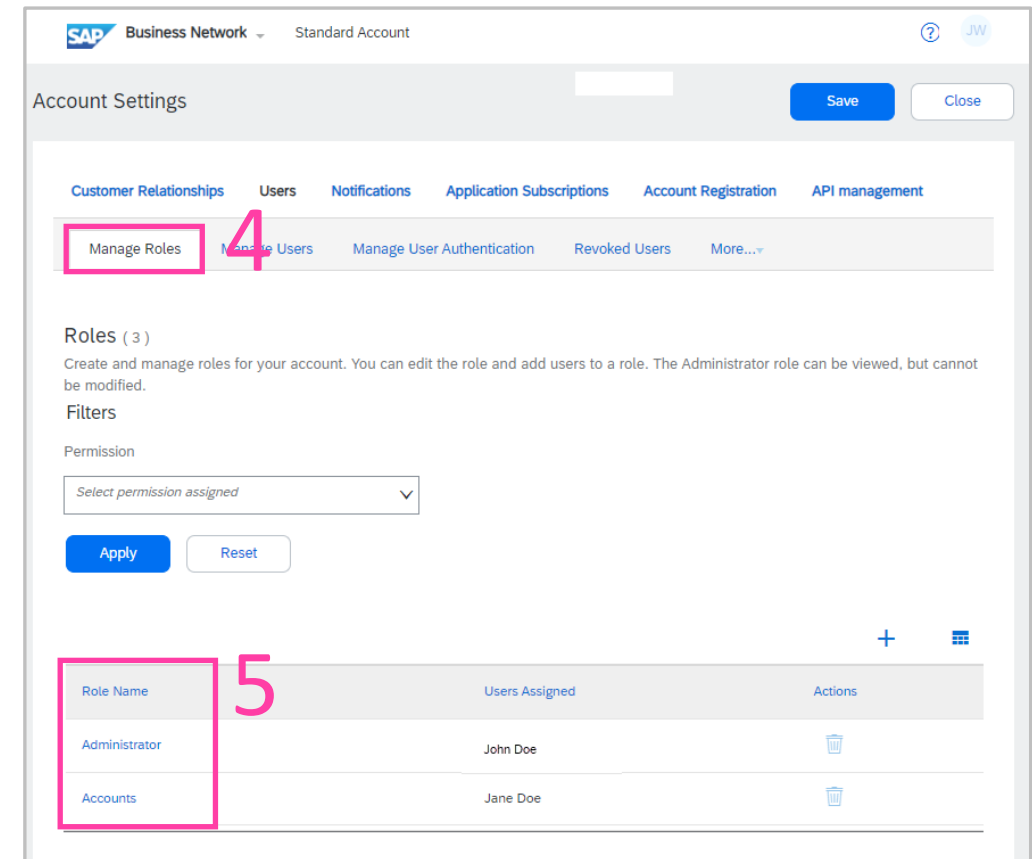 SAP Business Network Standard Account ? JW
Account Settings Save Close
Customer Relationships Users Notifications Application Subscriptions Account Registration API management
4
Manage Roles Manage Users Manage User Authentication Revoked Users More...
Roles ( 3 )
Create and manage roles for your account. You can edit the role and add users to a role. The Administrator role can be viewed, but cannot
be modified.
Filters
Permission
Select permission assigned
Apply Reset
+
5
Role Name Users Assigned Actions
Administrator John Doe
Accounts Jane Doe